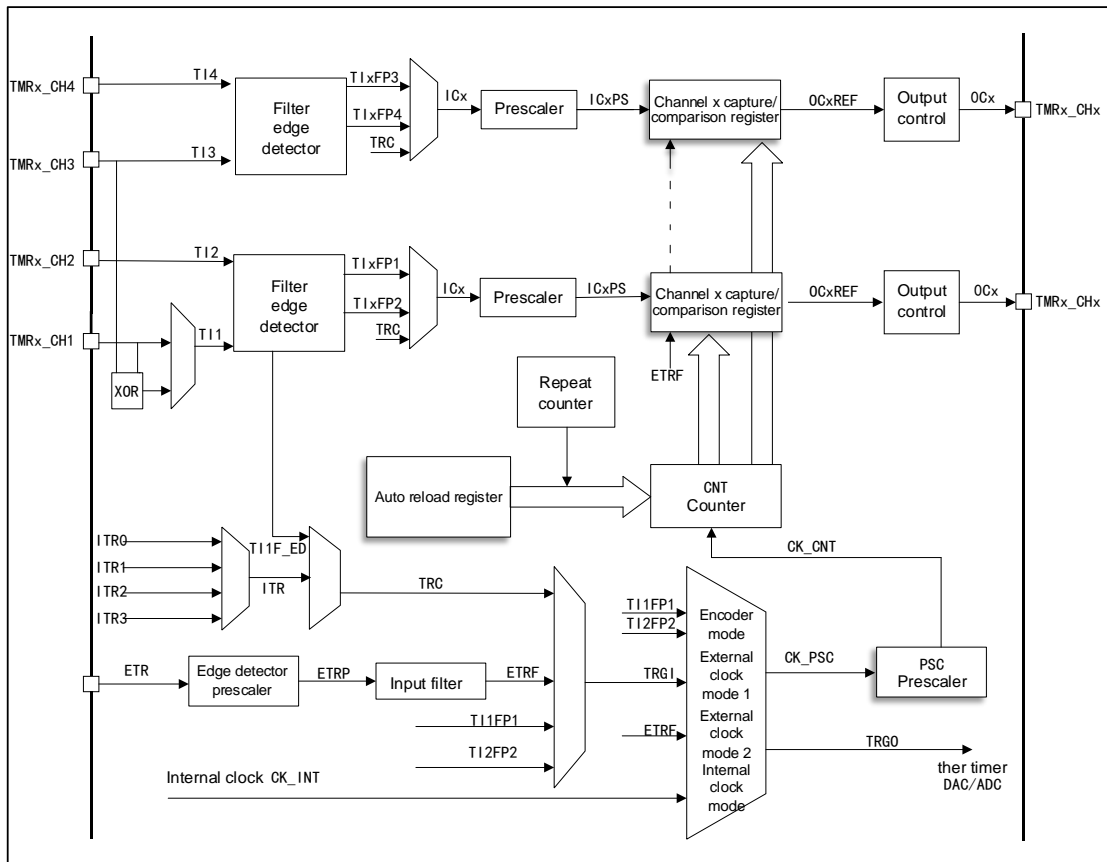 TMRx_CH4
TI4
TIxFP3
ICx
ICxPS
OCxREF
OCx
TMRx_CHx
Filter
edge
detector
TIxFP4
TRC
Prescaler
Channel x capture/
comparison register
Output
control
TMRx_CH3
TI3
TMRx_CH2
TI2
TIxFP1
ICx
ICxPS
OCxREF
OCx
TMRx_CHx
Filter
edge
detector
TIxFP2
TRC
Prescaler
Channel x capture/
comparison register
Output
control
TMRx_CH1
TI1
XOR
ETRF
Repeat
counter
Auto reload register
CNT
Counter
CK_CNT
ITR0
ITR1
ITR2
ITR3
ITR
TI1F_ED
TRC
TI1FP1
TI2FP2
Encoder
mode
External
clock
mode 1
External
clock
mode 2
Internal
clock
mode
CK_PSC
PSC
Prescaler
ETR
Edge detector
prescaler
ETRP
Input filter
ETRF
TRGI
TI1FP1
TI2FP2
ETRF
TRGO
Internal clock CK_INT
ther timer
DAC/ADC